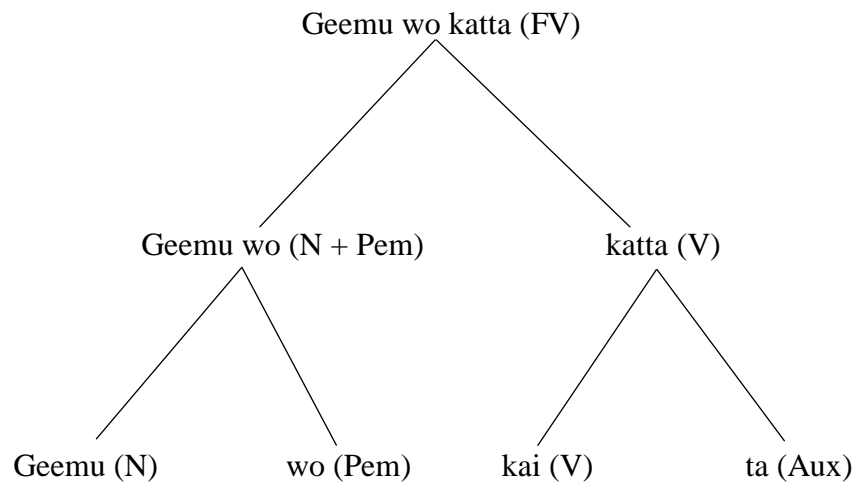 Geemu wo katta (FV)
Geemu wo (N + Pem) katta (V)
Geemu (N) wo (Pem) kai (V) ta (Aux)